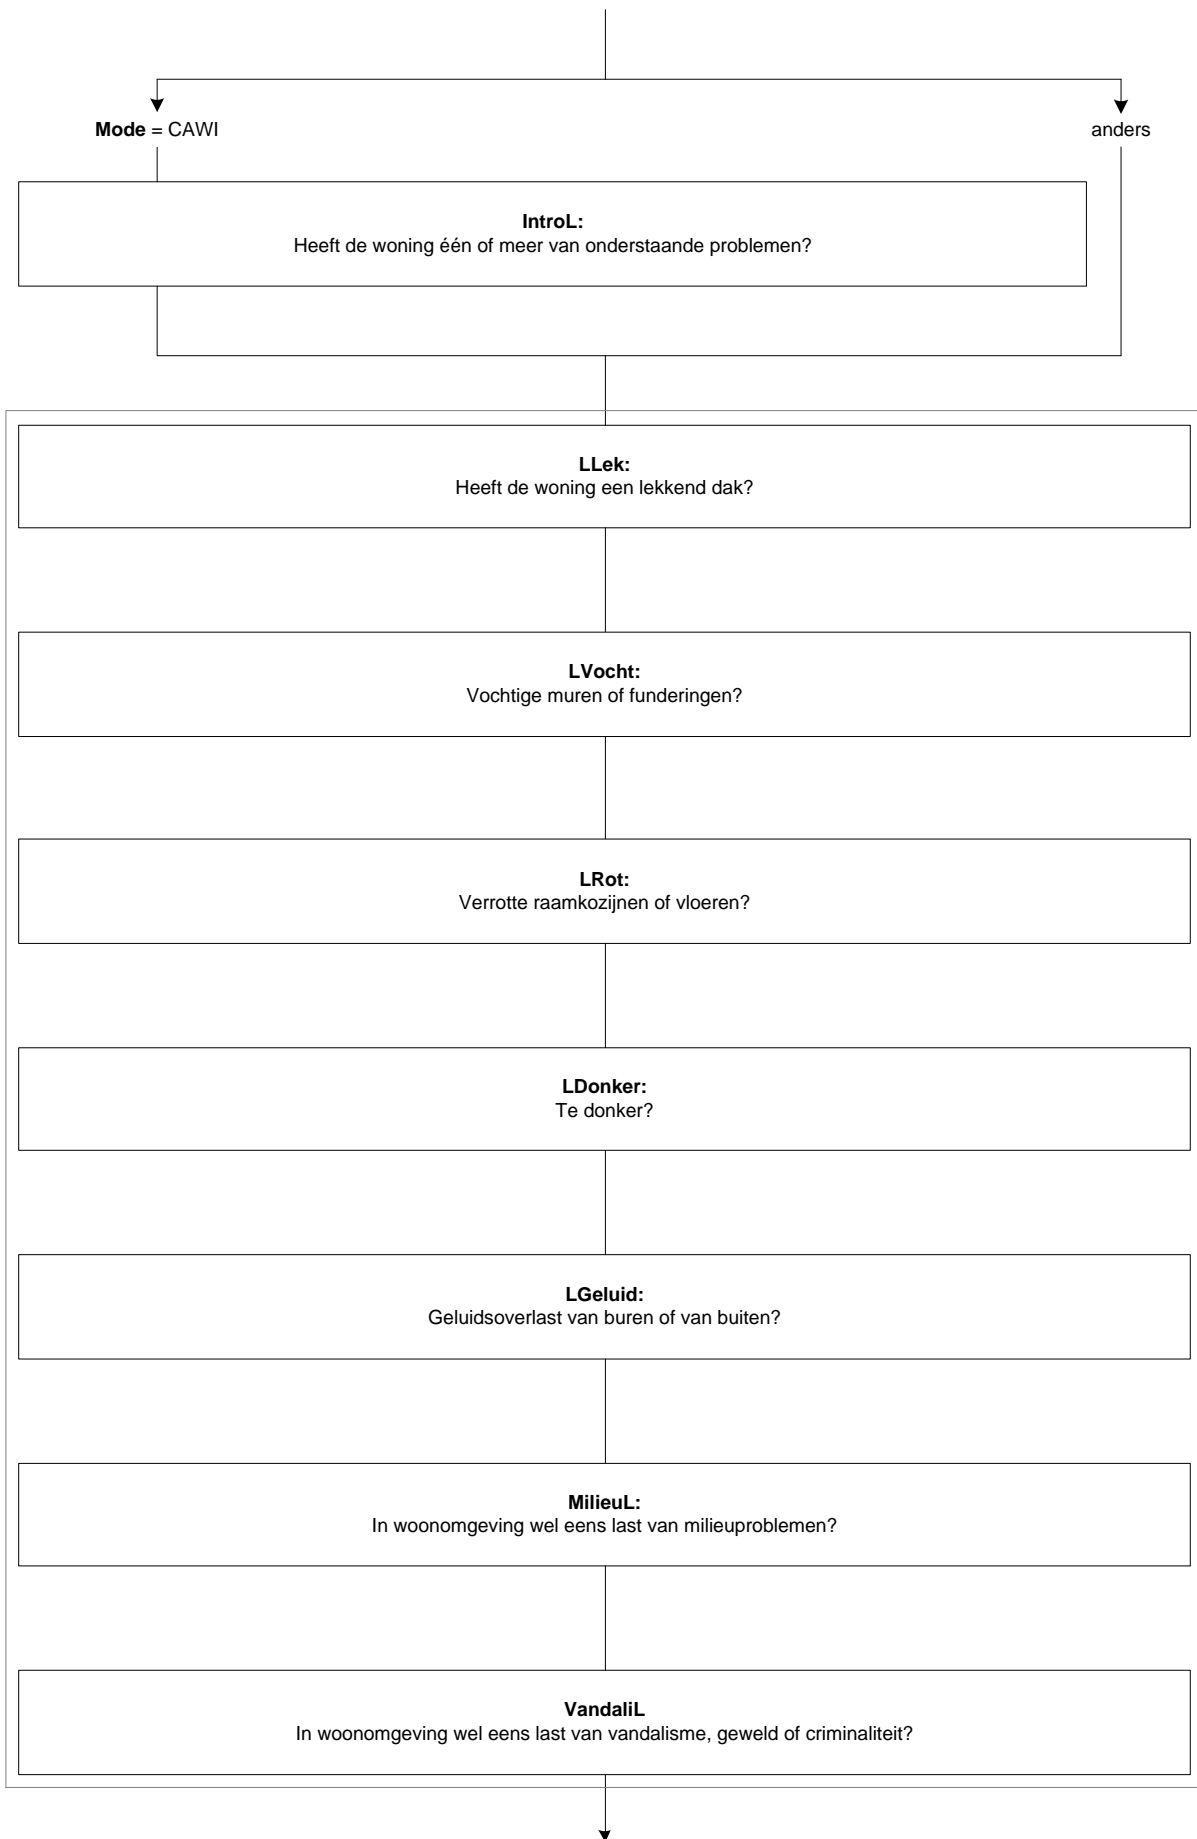 Mode = CAWI
anders
IntroL:
Heeft de woning één of meer van onderstaande problemen?
LLek:
Heeft de woning een lekkend dak?
LVocht:
Vochtige muren of funderingen?
LRot:
Verrotte raamkozijnen of vloeren?
LDonker:
Te donker?
LGeluid:
Geluidsoverlast van buren of van buiten?
MilieuL:
In woonomgeving wel eens last van milieuproblemen?
VandaliL
In woonomgeving wel eens last van vandalisme, geweld of criminaliteit?